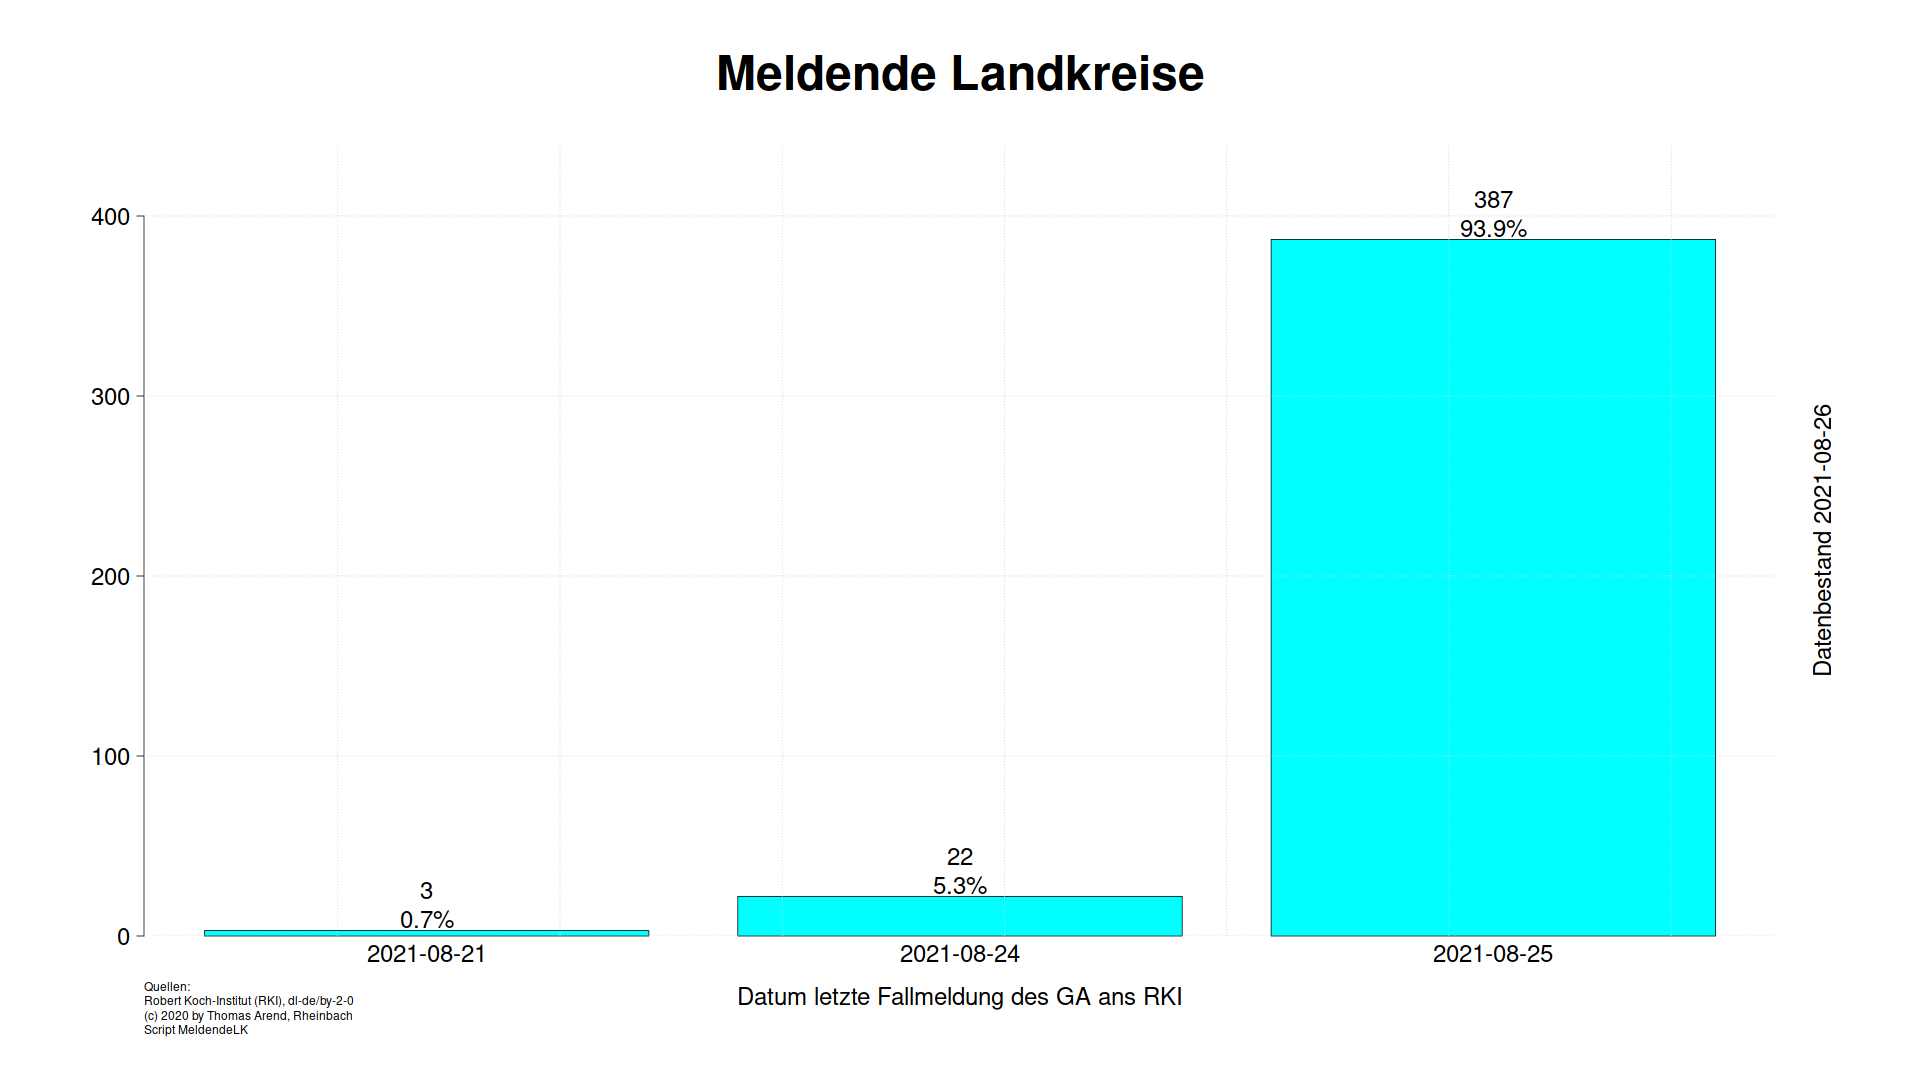 Meldende Landkreise
387
93.9%
400
300
200
100
0
22
5.3%
3
0.7%
2021-08-21
2021-08-24
2021-08-25
Datum letzte Fallmeldung des GA ans RKI
Datenbestand 2021-08-26
Quellen:
Robert Koch-Institut (RKI), dl-de/by-2-0
(c) 2020 by Thomas Arend, Rheinbach
Script MeldendeLK